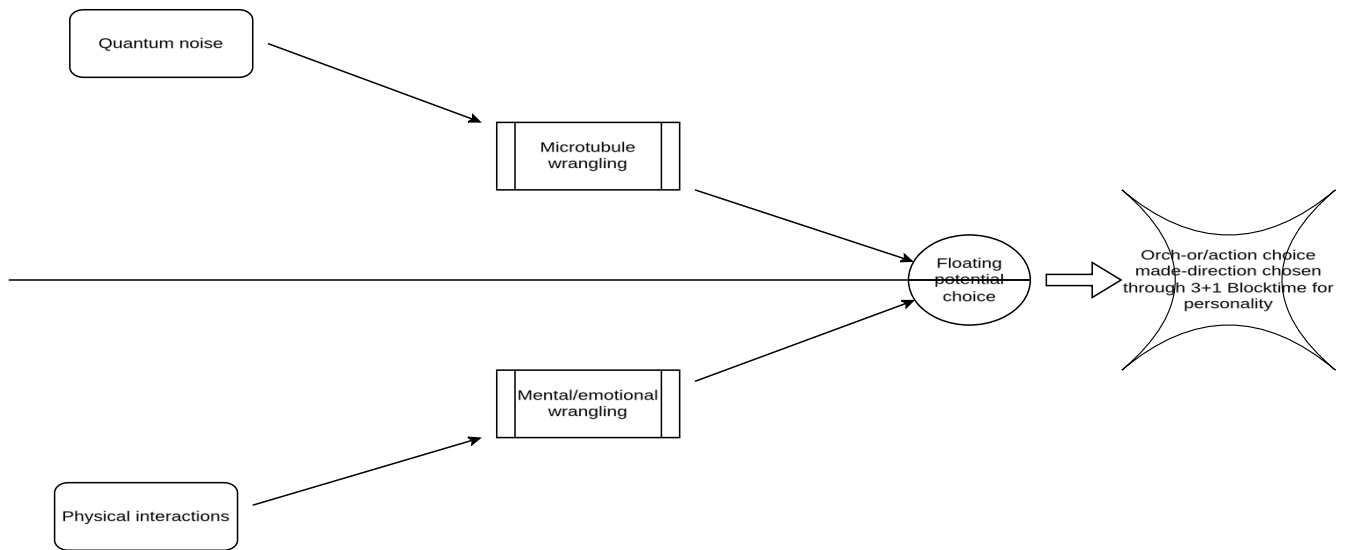 Quantum noise
Microtubule
wrangling
Floating
potential
choice
Orch-or/action choice
made-direction chosen
through 3+1 Blocktime for
personality
Mental/emotional
wrangling
Physical interactions